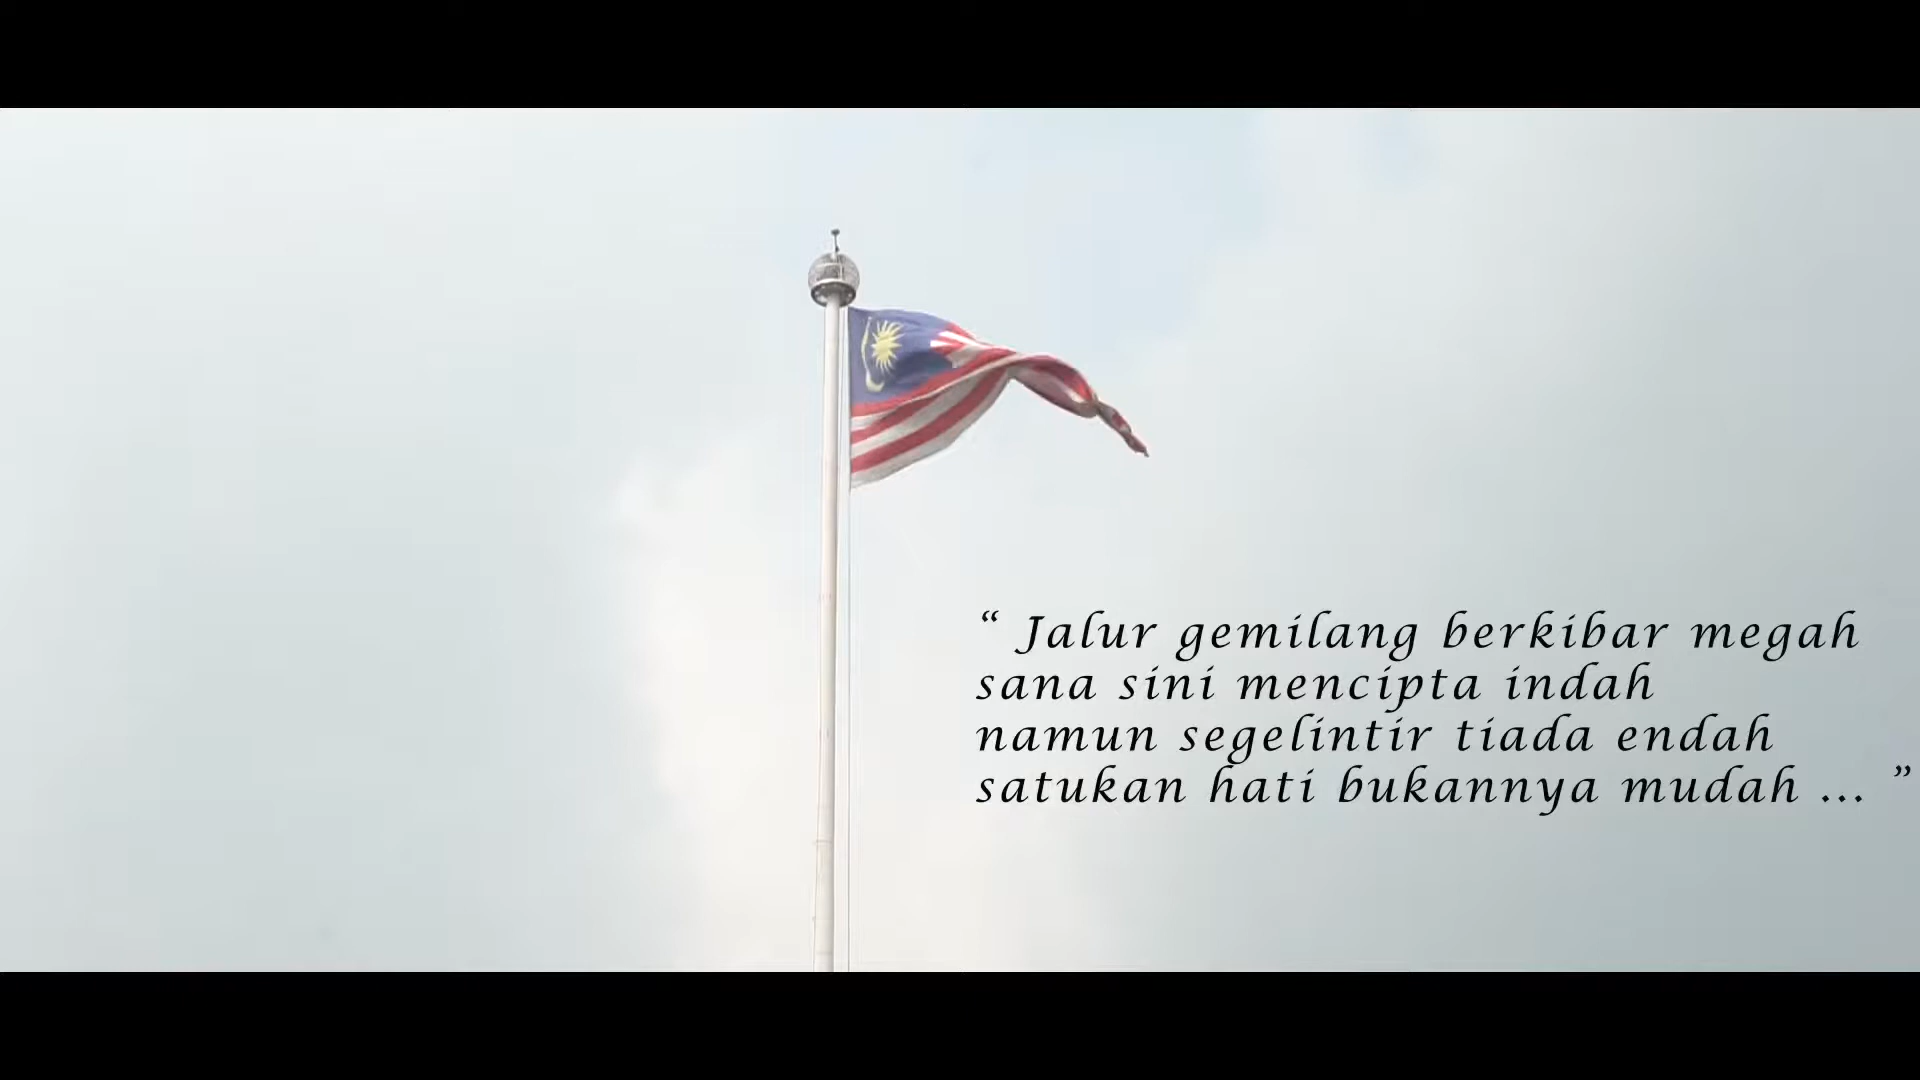 “ Jalur gemilang berkibar megah
sana sini mencipta indah
namun segelintir tiada endah
satukan hati bukannya mudah ... ”